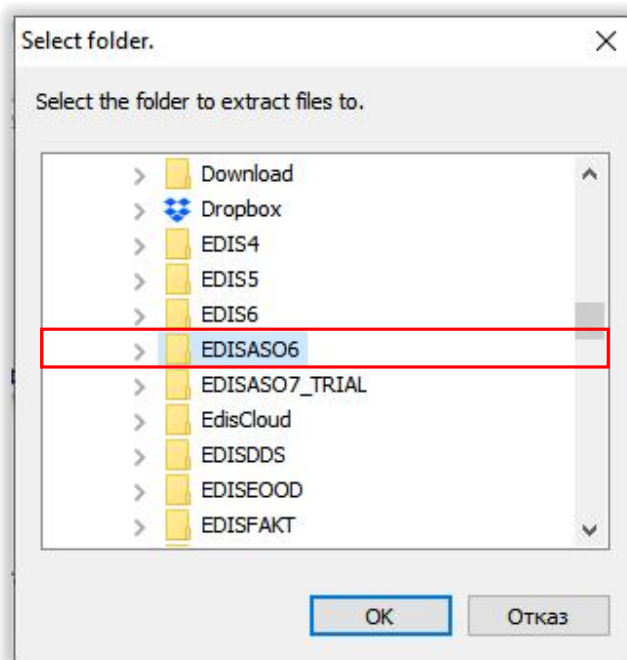 Select folder.
Select the folder to extract files to.
Download
Dropbox
EDIS4
EDIS5
EDIS6
EDISASO6
EDISASO7_TRIAL
EdisCloud
EDISDDS
EDISEOOD
EDISFAKT
OK
Отказ